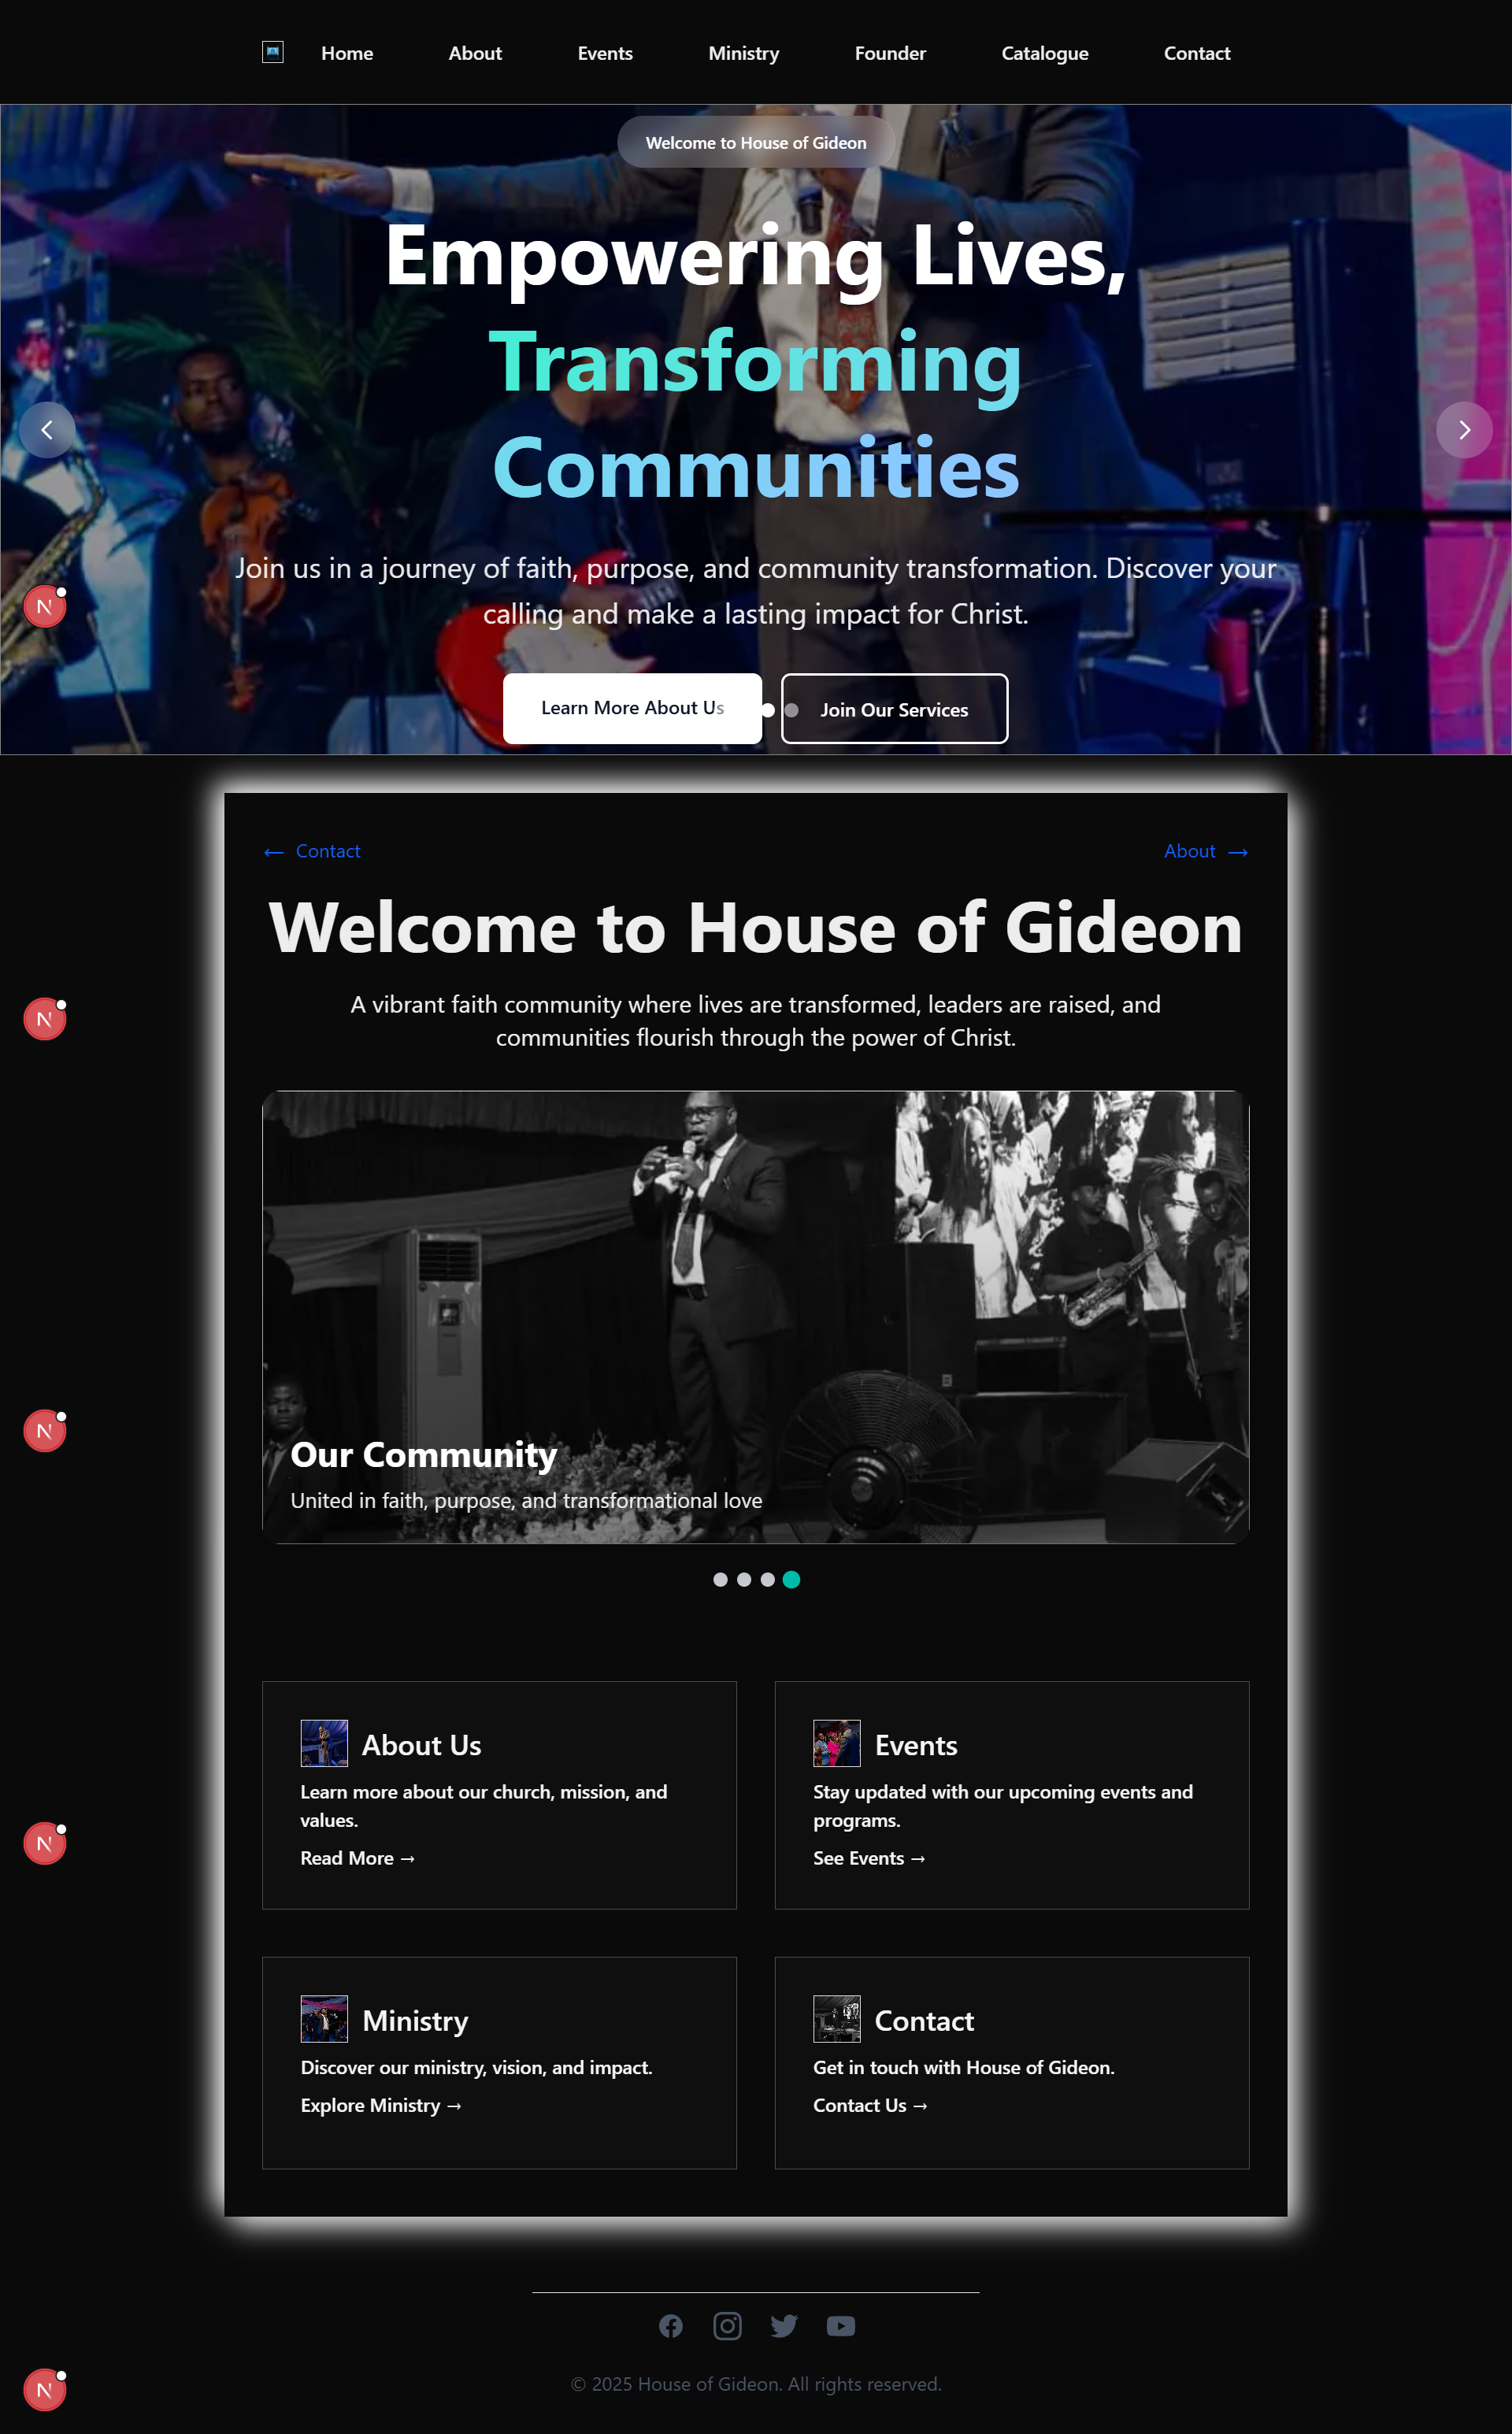 Home About Events Ministry Founder Catalogue Contact
Welcome to House of Gideon
Empowering Lives,
Transforming
Communities
Join us in a journey of faith, purpose, and community transformation. Discover your
calling and make a lasting impact for Christ.
Learn More About Us
Join Our Services
← Contact
About →
Welcome to House of Gideon
A vibrant faith community where lives are transformed, leaders are raised, and
communities flourish through the power of Christ.
Our Community
United in faith, purpose, and transformational love
About Us
Learn more about our church, mission, and
values.
Read More →
Events
Stay updated with our upcoming events and
programs.
See Events →
Ministry
Discover our ministry, vision, and impact.
Explore Ministry →
Contact
Get in touch with House of Gideon.
Contact Us →
© 2025 House of Gideon. All rights reserved.
N
N
N
N
N